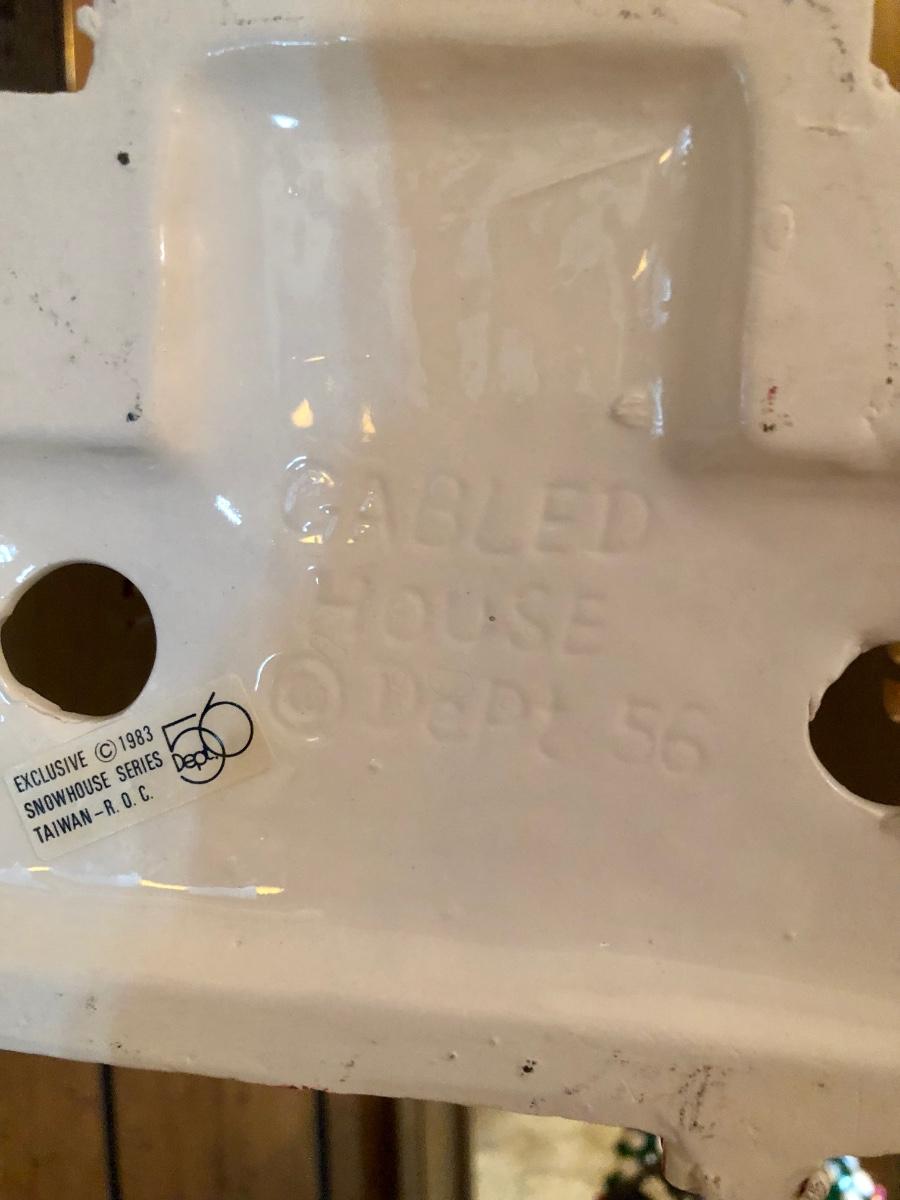 GABLED
HOUSE
© DePt 56
EXCLUSIVE © 1983
SNOWHOUSE SERIES
TAIWAN-R.O.C.
56
Dept.